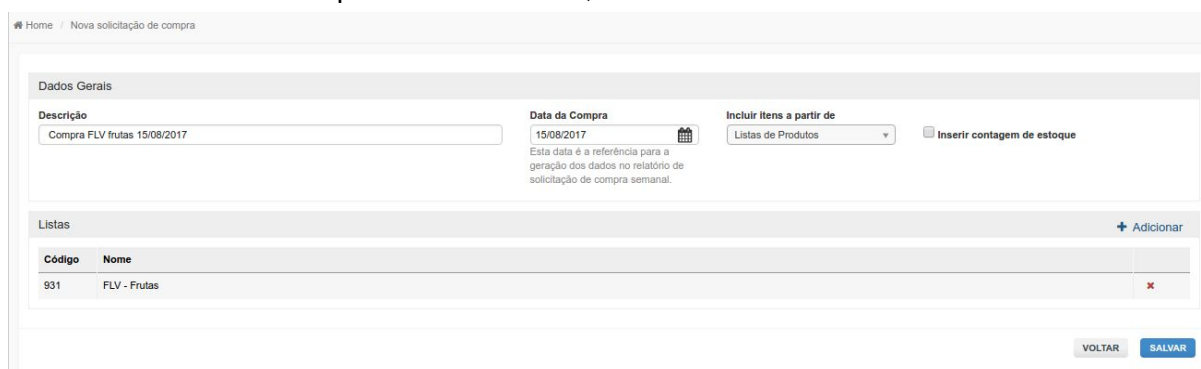 Home / Nova solicitação de compra
Dados Gerais
Descrição
Compra FLV frutas 15/08/2017
Data da Compra
15/08/2017
Esta data é a referência para a
geração dos dados no relatório de
solicitação de compra semanal.
Incluir itens a partir de
Listas de Produtos
Inserir contagem de estoque
Listas
+ Adicionar
Código Nome
931 FLV - Frutas
VOLTAR SALVAR